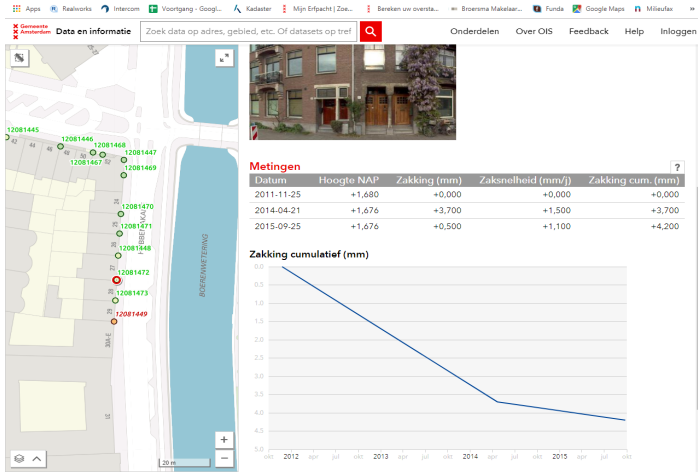 Apps Realworks Intercom Voortgang - Googl... Kadaster Mijn Erfpacht | Zoe... Bereken uw oversta... Broersma Makelaar... Funda Google Maps Milieufax »
Gemeente
Amsterdam
Data en informatie
Zoek data op adres, gebied, etc. Of datasets op tref
Onderdelen Over OIS Feedback Help Inloggen
12081445
12081446
12081468
12081447
12081467
12081469
12081470
12081471
12081448
12081472
12081473
12081449
BOERENWETERING
30A-E
31
20 m
+
−
Metingen
?
Datum Hoogte NAP Zakking (mm) Zaksnelheid (mm/j) Zakking cum. (mm)
2011-11-25 +1,680 +0,000 +0,000 +0,000
2014-04-21 +1,676 +3,700 +1,500 +3,700
2015-09-25 +1,676 +0,500 +1,100 +4,200
Zakking cumulatief (mm)
0.0
0.5
1.0
1.5
2.0
2.5
3.0
3.5
4.0
4.5
5.0
okt 2012 apr jul okt 2013 apr jul okt 2014 apr jul okt 2015 apr jul okt